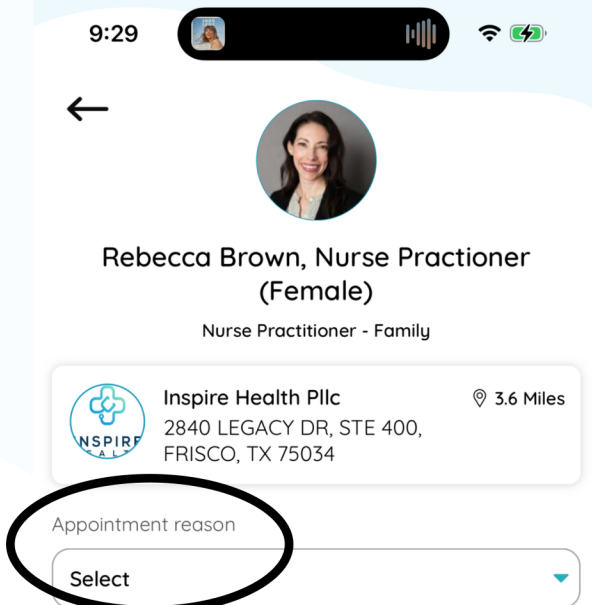 9:29
Rebecca Brown, Nurse Practioner
(Female)
Nurse Practitioner - Family
Inspire Health Pllc
3.6 Miles
2840 LEGACY DR, STE 400,
FRISCO, TX 75034
NSPIRE
Appointment reason
Select